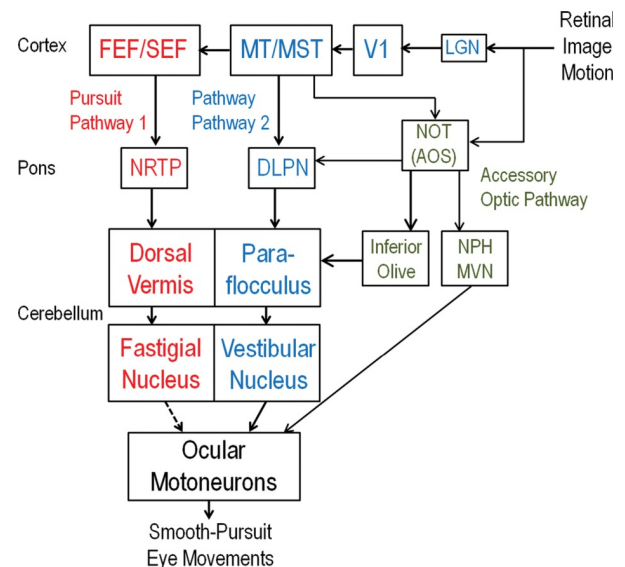 Retinal
Image
Motion
Cortex
FEF/SEF
MT/MST
V1
LGN
Pursuit
Pathway 1
Pathway
Pathway 2
NOT
(AOS)
Accessory
Optic Pathway
Pons
NRTP
DLPN
Dorsal
Vermis
Para-
flocculus
Inferior
Olive
NPH
MVN
Cerebellum
Fastigial
Nucleus
Vestibular
Nucleus
Ocular
Motoneurons
Smooth-Pursuit
Eye Movements